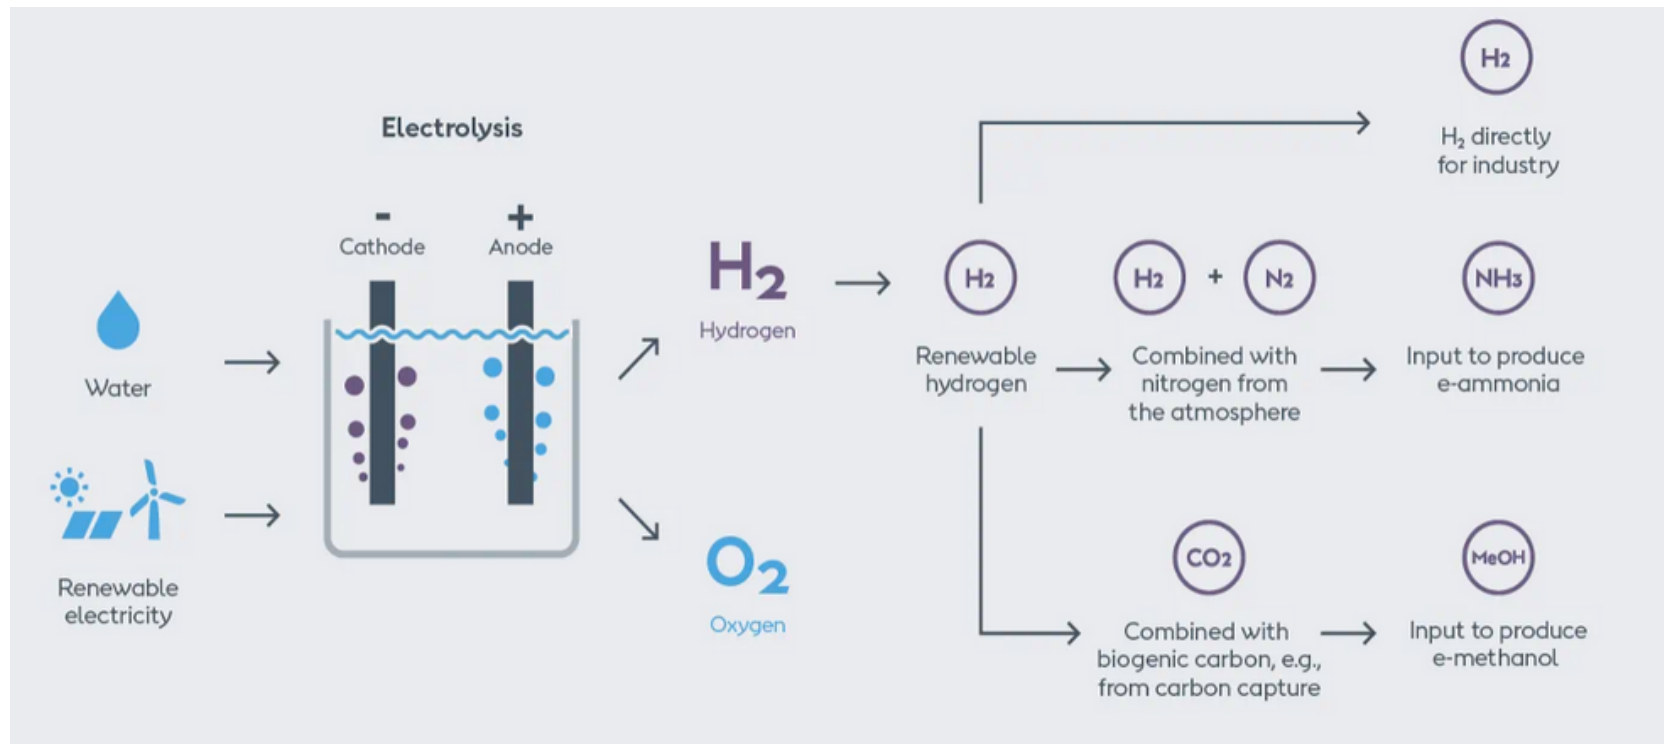 Electrolysis
-
Cathode
+
Anode
Water
Renewable
electricity
H2
Hydrogen
O2
Oxygen
H2
H₂ directly
for industry
H2
Renewable
hydrogen
H2 + N2
Combined with
nitrogen from
the atmosphere
NH3
Input to produce
e-ammonia
CO2
Combined with
biogenic carbon, e.g.,
from carbon capture
MeOH
Input to produce
e-methanol